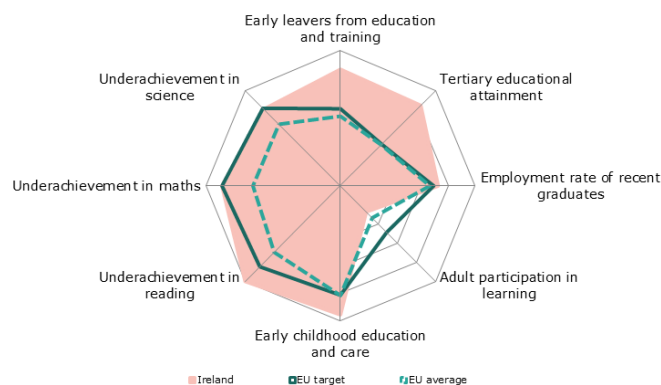 Early leavers from education
and training
Underachievement in
science
Tertiary educational
attainment
Underachievement in maths
Employment rate of recent
graduates
Underachievement in
reading
Adult participation in
learning
Early childhood education
and care
Ireland
EU target
EU average